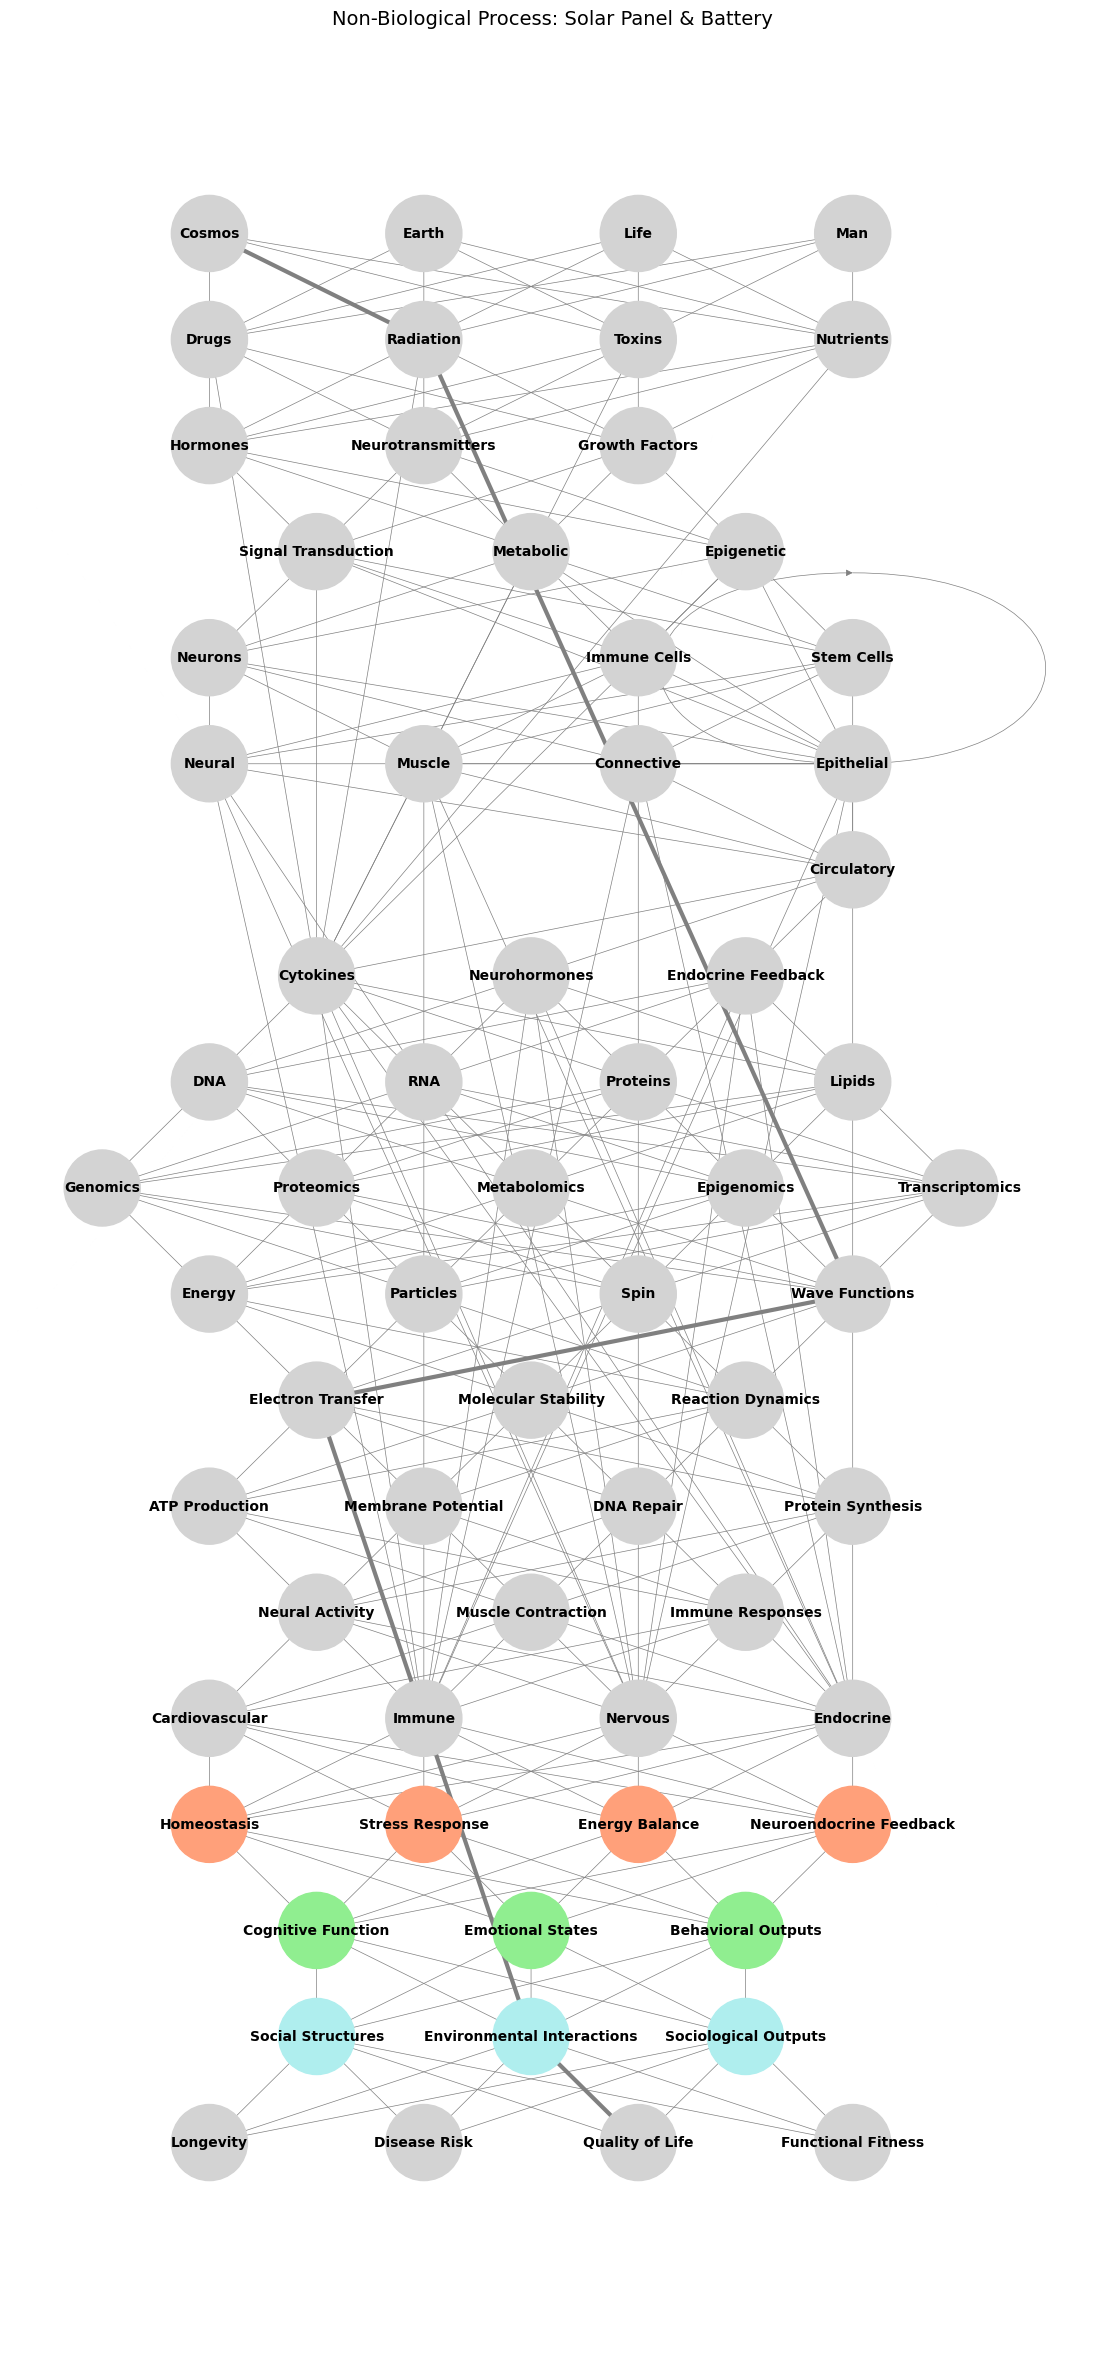 Non-Biological Process: Solar Panel & Battery
Cosmos
Earth
Life
Man
Drugs
Radiation
Toxins
Nutrients
Hormones
Neurotransmitters
Growth Factors
Signal Transduction
Metabolic
Epigenetic
Neurons
Immune Cells
Stem Cells
Neural
Muscle
Connective
Epithelial
Circulatory
Cytokines
Neurohormones
Endocrine Feedback
DNA
RNA
Proteins
Lipids
Genomics
Proteomics
Metabolomics
Epigenomics
Transcriptomics
Energy
Particles
Spin
Wave Functions
Electron Transfer
Molecular Stability
Reaction Dynamics
ATP Production
Membrane Potential
DNA Repair
Protein Synthesis
Neural Activity
Muscle Contraction
Immune Responses
Cardiovascular
Immune
Nervous
Endocrine
Homeostasis
Stress Response
Energy Balance
Neuroendocrine Feedback
Cognitive Function
Emotional States
Behavioral Outputs
Social Structures
Environmental Interactions
Sociological Outputs
Longevity
Disease Risk
Quality of Life
Functional Fitness